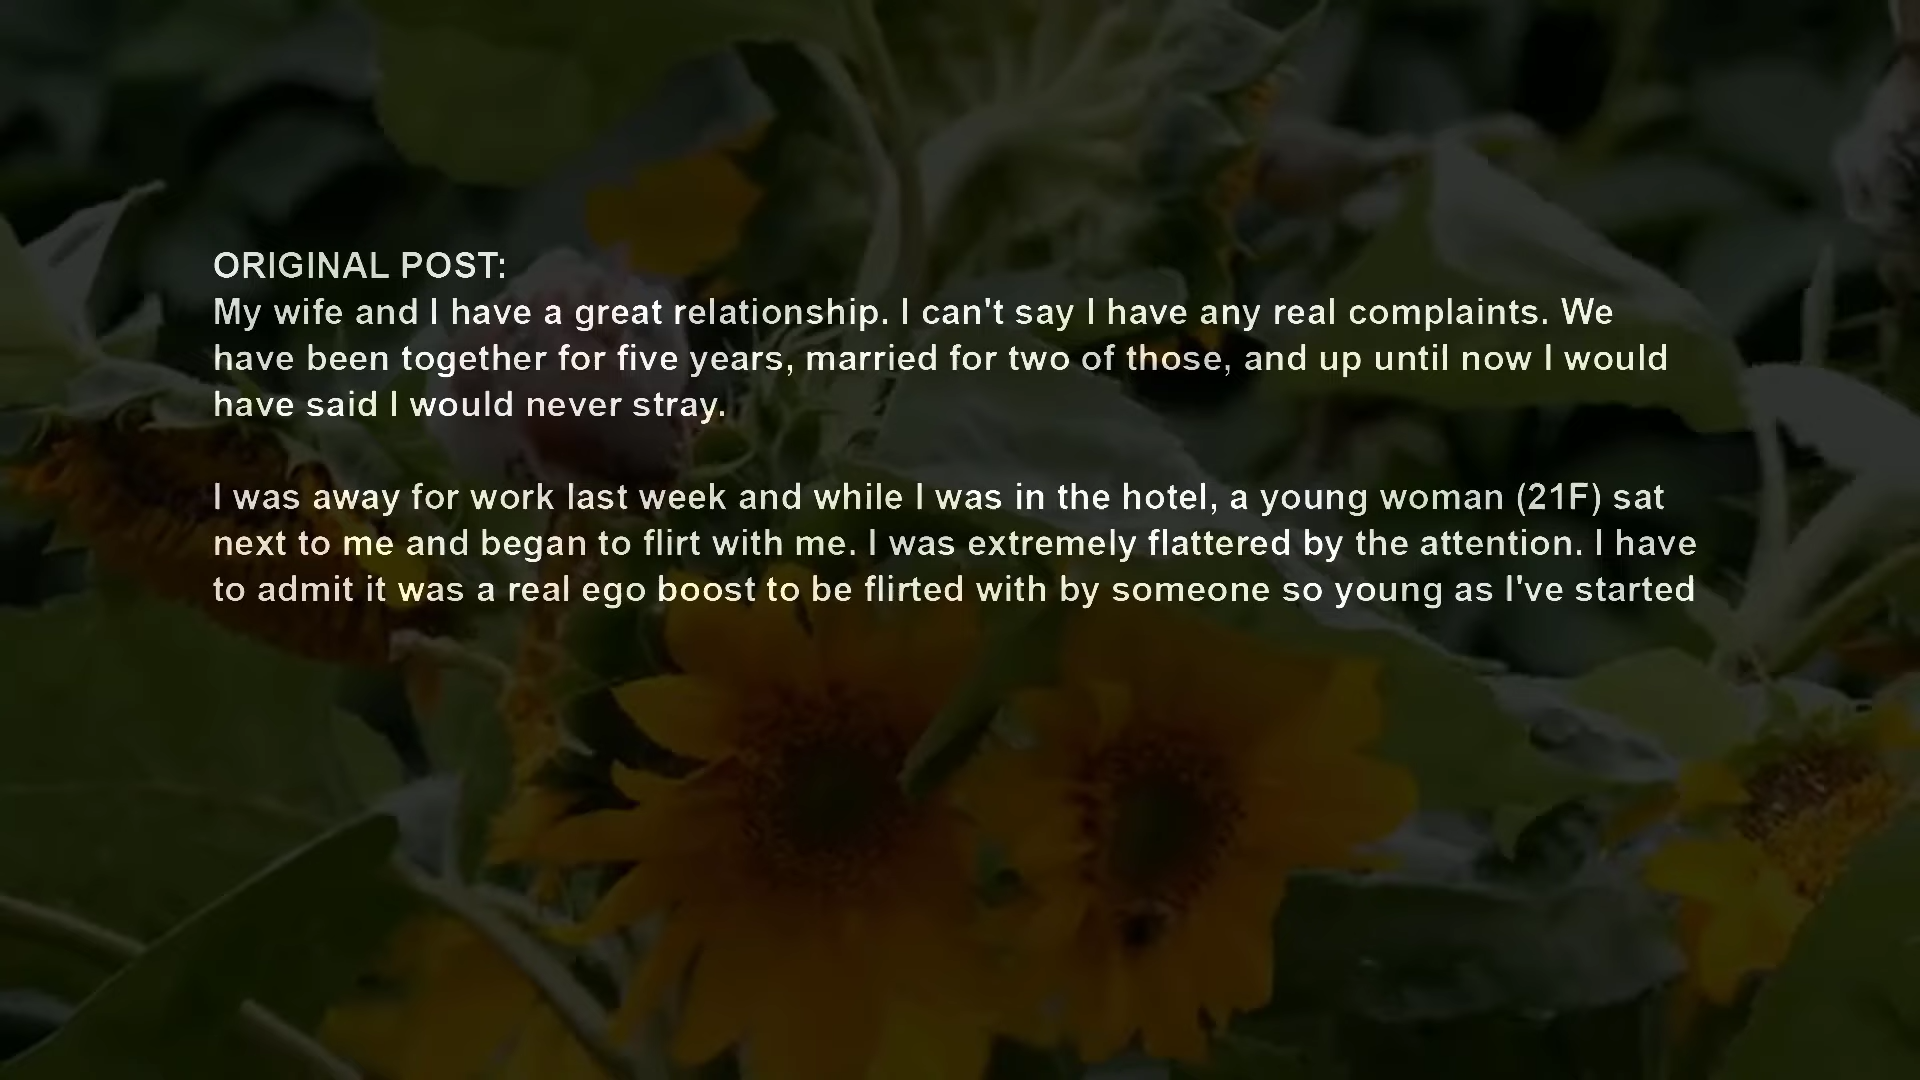 ORIGINAL POST:
My wife and I have a great relationship. I can't say I have any real complaints. We
have been together for five years, married for two of those, and up until now I would
have said I would never stray.
I was away for work last week and while I was in the hotel, a young woman (21F) sat
next to me and began to flirt with me. I was extremely flattered by the attention. I have
to admit it was a real ego boost to be flirted with by someone so young as I've started